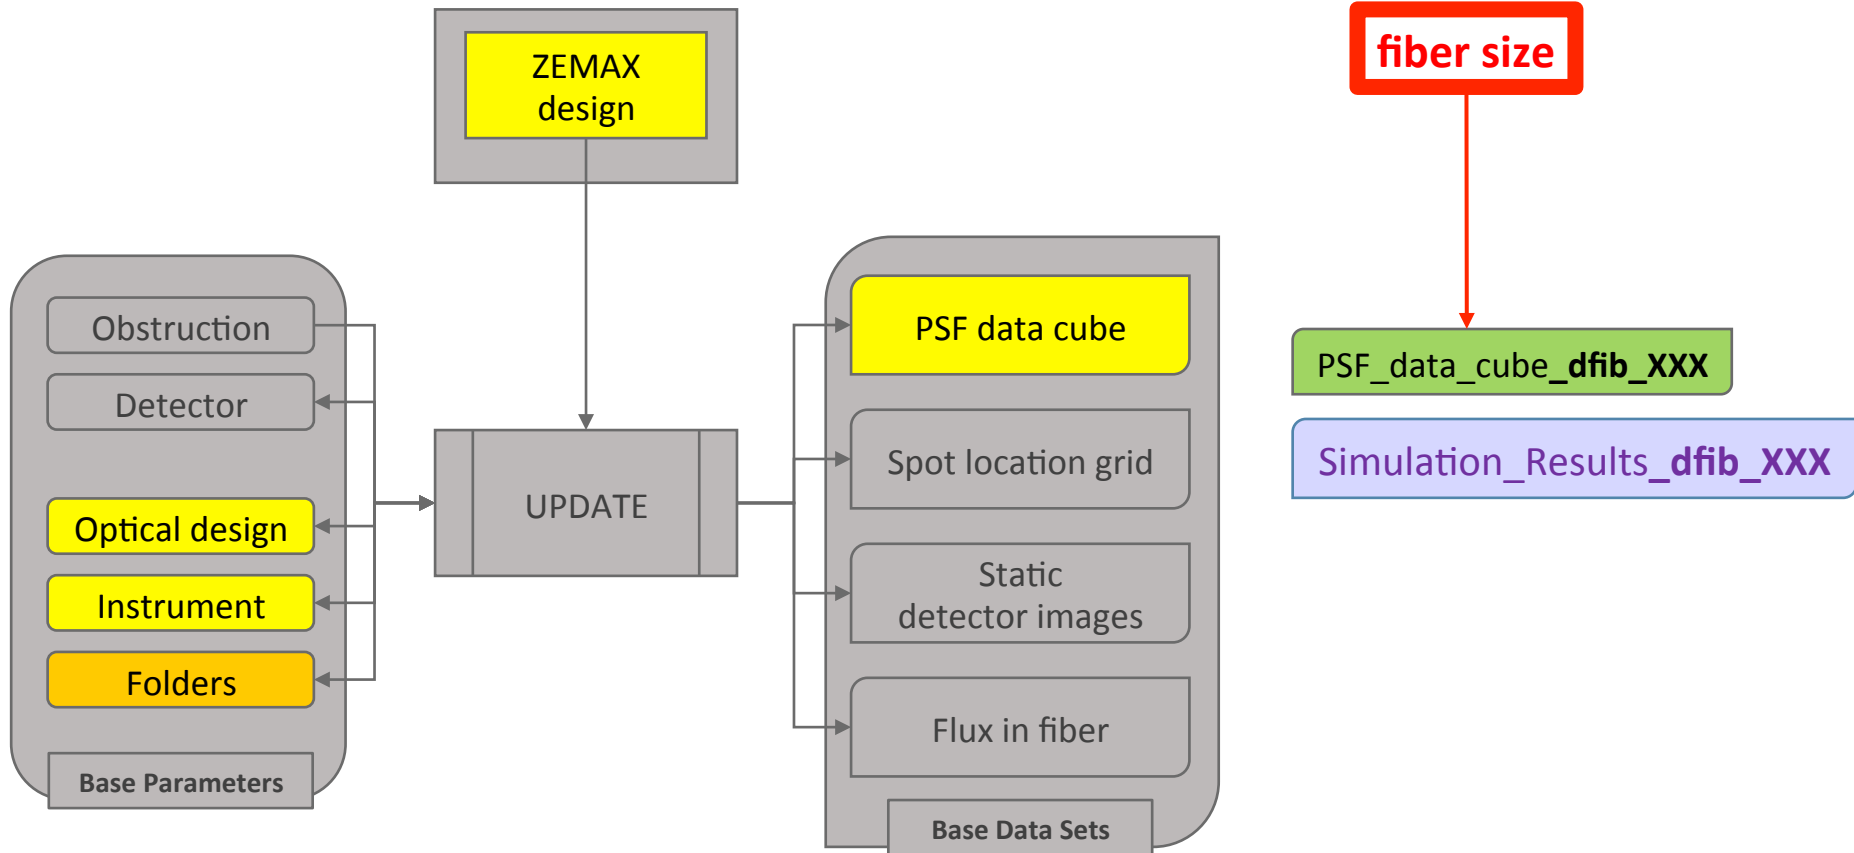 ZEMAX
design
fiber size
Obstruction
Detector
Optical design
Instrument
Folders
Base Parameters
UPDATE
PSF data cube
Spot location grid
Static
detector images
Flux in fiber
Base Data Sets
PSF_data_cube_dfib_XXX
Simulation_Results_dfib_XXX